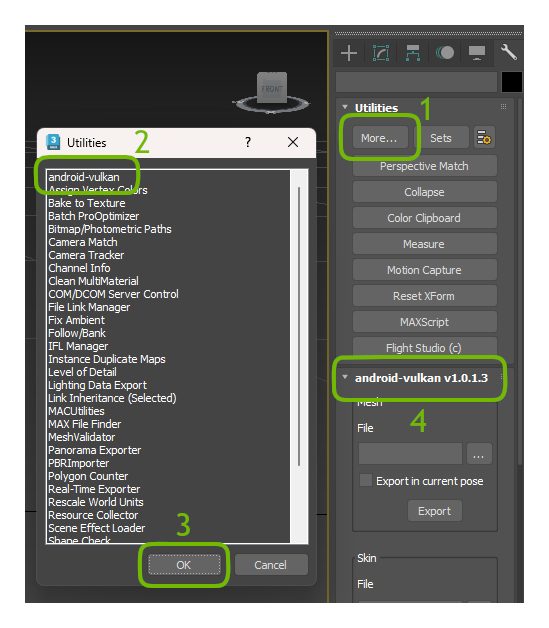 FRONT
1
Utilities
More...
Sets
Perspective Match
Collapse
Color Clipboard
Measure
Motion Capture
Reset XForm
MAXScript
Flight Studio (c)
android-vulkan v1.0.1.3
4
Mesh
File
...
Export in current pose
Export
Skin
File
2
3
Utilities
?
android-vulkan
Assign Vertex Colors
Bake to Texture
Batch ProOptimizer
Bitmap/Photometric Paths
Camera Match
Camera Tracker
Channel Info
Clean MultiMaterial
COM/DCOM Server Control
File Link Manager
Fix Ambient
Follow/Bank
IFL Manager
Instance Duplicate Maps
Level of Detail
Lighting Data Export
Link Inheritance (Selected)
MACUtilities
MAX File Finder
MeshValidator
Panorama Exporter
PBRImporter
Polygon Counter
Real-Time Exporter
Rescale World Units
Resource Collector
Scene Effect Loader
Shape Check
3
OK
Cancel